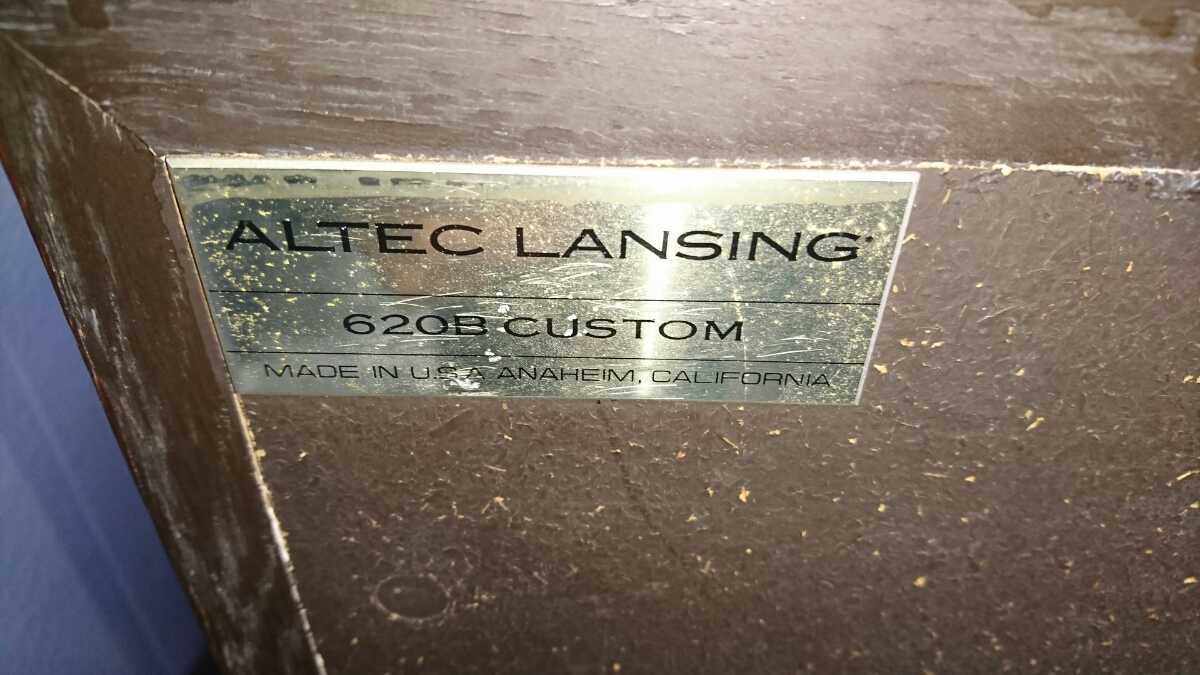 ALTEC LANSING
620B CUSTOM
MADE IN U.S.A ANAHEIM, CALIFORNIA